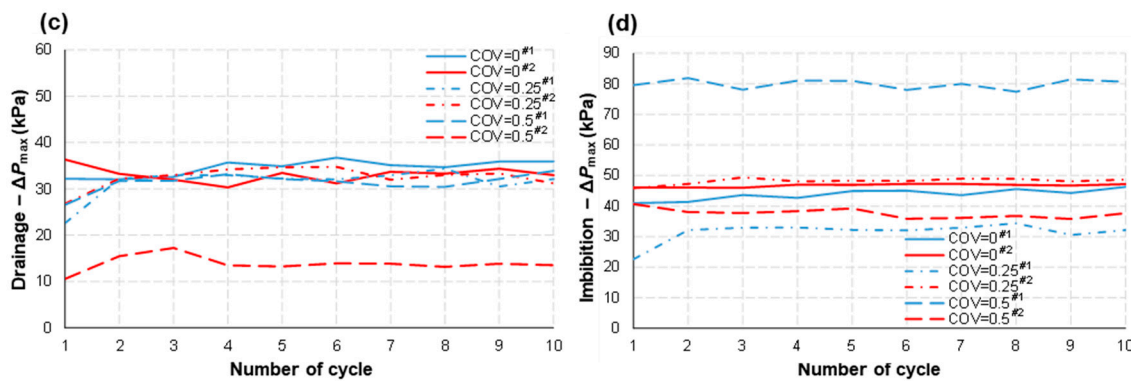 (c)
60
50
40
30
20
10
0
Drainage – ΔPmax (kPa)
COV=0#1
COV=0#2
COV=0.25#1
COV=0.25#2
COV=0.5#1
COV=0.5#2
1 2 3 4 5 6 7 8 9 10
Number of cycle
(d)
90
80
70
60
50
40
30
20
10
0
Imbibition – ΔPmax (kPa)
COV=0#1
COV=0#2
COV=0.25#1
COV=0.25#2
COV=0.5#1
COV=0.5#2
1 2 3 4 5 6 7 8 9 10
Number of cycle